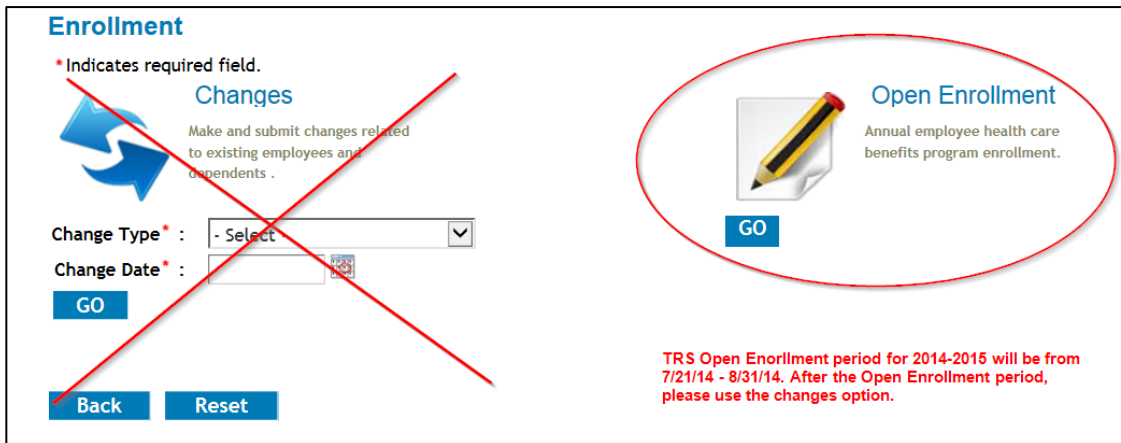 Enrollment
* Indicates required field.
Changes
Make and submit changes related
to existing employees and
dependents .
Change Type* :
- Select -
Change Date* :
GO
Back
Reset
Open Enrollment
Annual employee health care
benefits program enrollment.
GO
TRS Open Enorllment period for 2014-2015 will be from
7/21/14 - 8/31/14. After the Open Enrollment period,
please use the changes option.